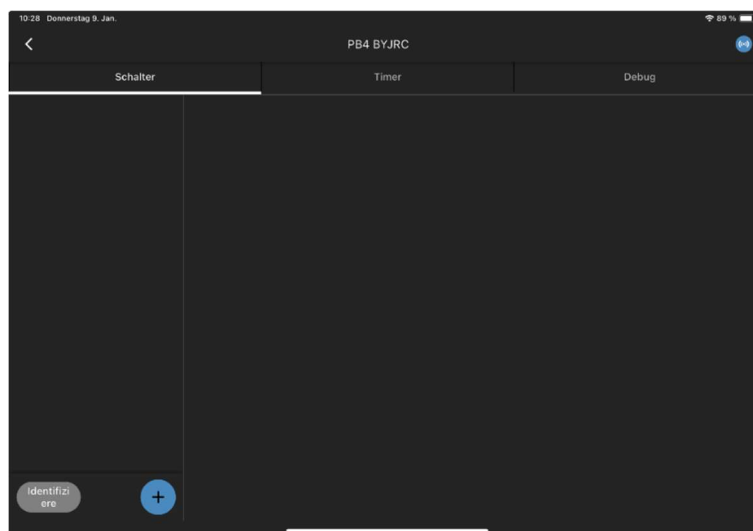 10:28 Donnerstag 9. Jan.
89 %
PB4 BYJRC
Schalter
Timer
Debug
Identifizi
ere
+